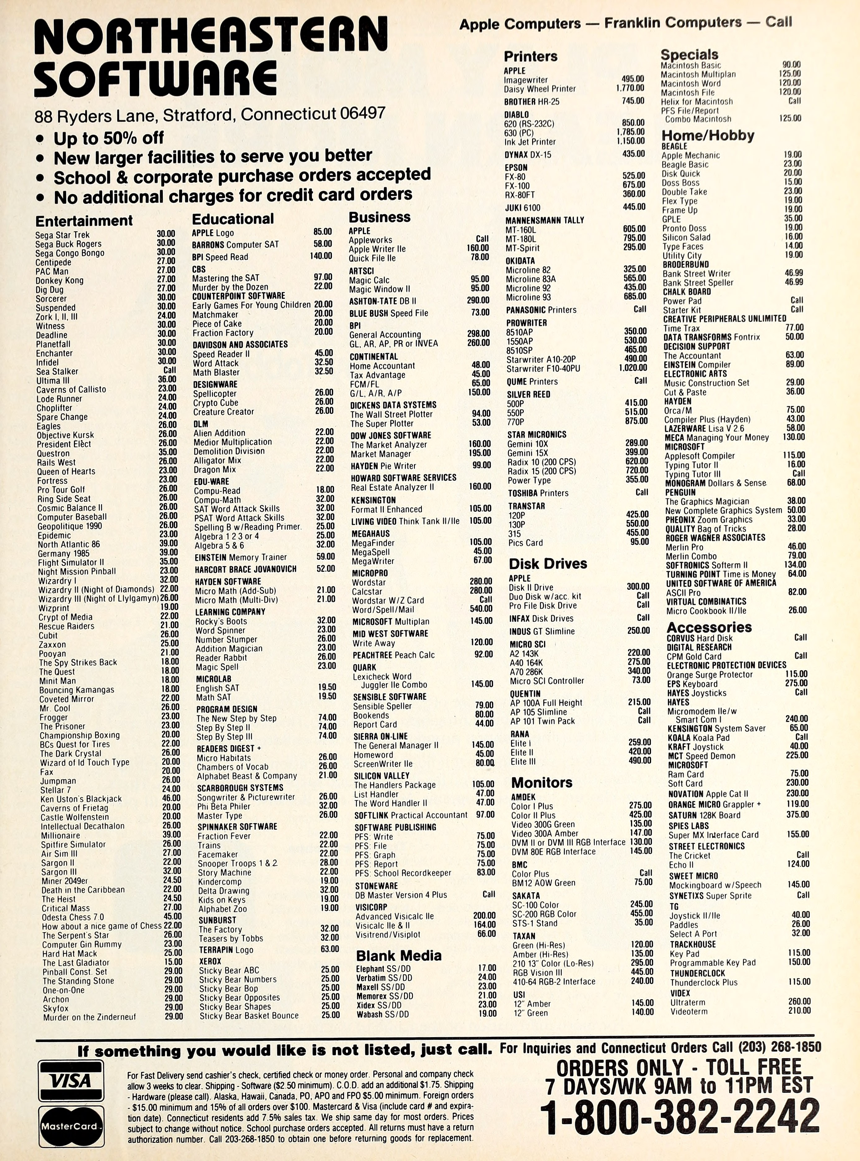 NORTHEASTERN
SOFTWARE
88 Ryders Lane, Stratford, Connecticut 06497
• Up to 50% off
• New larger facilities to serve you better
• School & corporate purchase orders accepted
• No additional charges for credit card orders
Apple Computers — Franklin Computers — Call
Entertainment
Sega Star Trek 30.00
Sega Buck Rogers 30.00
Sega Congo Bongo 30.00
Centipede 27.00
PAC Man 27.00
Donkey Kong 27.00
Dig Dug 27.00
Sorcerer 30.00
Suspended 30.00
Zork I, II, III 24.00
Witness 30.00
Deadline 30.00
Planetfall 30.00
Enchanter 30.00
Infidel 30.00
Sea Stalker Call
Ultima III 36.00
Caverns of Callisto 23.00
Lode Runner 24.00
Choplifter 24.00
Spare Change 24.00
Eagles 26.00
Objective Kursk 26.00
President Elect 26.00
Questron 35.00
Rails West 26.00
Queen of Hearts 23.00
Fortress 23.00
Pro Tour Golf 26.00
Ring Side Seat 26.00
Cosmic Balance II 26.00
Computer Baseball 26.00
Geopolitique 1990 26.00
Epidemic 23.00
North Atlantic 86 39.00
Germany 1985 39.00
Flight Simulator II 35.00
Night Mission Pinball 23.00
Wizardry I 32.00
Wizardry II (Night of Diamonds) 22.00
Wizardry III (Night of Llylgamyn) 26.00
Wizprint 19.00
Crypt of Media 22.00
Rescue Raiders 21.00
Cubit 26.00
Zaxxon 25.00
Pooyan 21.00
The Spy Strikes Back 18.00
The Quest 18.00
Minit Man 18.00
Bouncing Kamangas 18.00
Coveted Mirror 22.00
Mr. Cool 26.00
Frogger 23.00
The Prisoner 23.00
Championship Boxing 20.00
BCs Quest for Tires 22.00
The Dark Crystal 26.00
Wizard of Id Touch Type 20.00
Fax 20.00
Jumpman 26.00
Stellar 7 24.00
Ken Uston's Blackjack 46.00
Caverns of Frietag 20.00
Castle Wolfenstein 20.00
Intellectual Decathalon 26.00
Millionaire 39.00
Spitfire Simulator 26.00
Air Sim III 27.00
Sargon II 22.00
Sargon III 32.00
Miner 2049er 24.50
Death in the Caribbean 22.00
The Heist 24.50
Critical Mass 27.00
Odesta Chess 7.0 45.00
How about a nice game of Chess 22.00
The Serpent's Star 26.00
Computer Gin Rummy 23.00
Hard Hat Mack 25.00
The Last Gladiator 15.00
Pinball Const. Set 29.00
The Standing Stone 29.00
One-on-One 29.00
Archon 29.00
Skyfox 29.00
Murder on the Zinderneuf 29.00
Educational
APPLE Logo 85.00
BARRONS Computer SAT 58.00
BPI Speed Read 140.00
CBS
Mastering the SAT 97.00
Murder by the Dozen 22.00
COUNTERPOINT SOFTWARE
Early Games For Young Children 20.00
Matchmaker 20.00
Piece of Cake 20.00
Fraction Factory 20.00
DAVIDSON AND ASSOCIATES
Speed Reader II 45.00
Word Attack 32.50
Math Blaster 32.50
DESIGNWARE
Spellicopter 26.00
Crypto Cube 26.00
Creature Creator 26.00
DLM
Alien Addition 22.00
Medior Multiplication 22.00
Demolition Division 22.00
Alligator Mix 22.00
Dragon Mix 22.00
EDU-WARE
Compu-Read 18.00
Compu-Math 32.00
SAT Word Attack Skills 32.00
PSAT Word Attack Skills 32.00
Spelling B w/Reading Primer 25.00
Algebra 1 2 3 or 4 25.00
Algebra 5 & 6 32.00
EINSTEIN Memory Trainer 59.00
HARCORT BRACE JOVANOVICH 52.00
HAYDEN SOFTWARE
Micro Math (Add-Sub) 21.00
Micro Math (Multi-Div) 21.00
LEARNING COMPANY
Rocky's Boots 32.00
Word Spinner 23.00
Number Stumper 26.00
Addition Magician 23.00
Reader Rabbit 26.00
Magic Spell 23.00
MICROLAB
English SAT 19.50
Math SAT 19.50
PROGRAM DESIGN
The New Step by Step 74.00
Step By Step II 74.00
Step By Step III 74.00
READERS DIGEST +
Micro Habitats 26.00
Chambers of Vocab 26.00
Alphabet Beast & Company 21.00
SCARBOROUGH SYSTEMS
Songwriter & Picturewriter 26.00
Phi Beta Philer 32.00
Master Type 26.00
SPINNAKER SOFTWARE
Fraction Fever 22.00
Trains 22.00
Facemaker 22.00
Snooper Troops 1 & 2 28.00
Story Machine 22.00
Kindercomp 19.00
Delta Drawing 32.00
Kids on Keys 19.00
Alphabet Zoo 19.00
SUNBURST
The Factory 32.00
Teasers by Tobbs 32.00
TERRAPIN Logo 63.00
XEROX
Sticky Bear ABC 25.00
Sticky Bear Numbers 25.00
Sticky Bear Bop 25.00
Sticky Bear Opposites 25.00
Sticky Bear Shapes 25.00
Sticky Bear Basket Bounce 25.00
Business
APPLE
Appleworks Call
Apple Writer IIe 160.00
Quick File IIe 78.00
ARTSCI
Magic Calc 95.00
Magic Window II 95.00
ASHTON-TATE DB II 290.00
BLUE BUSH Speed File 73.00
BPI
General Accounting 298.00
GL, AR, AP, PR or INVEA 260.00
CONTINENTAL
Home Accountant 48.00
Tax Advantage 45.00
FCM/FL 65.00
G/L, A/R, A/P 150.00
DICKENS DATA SYSTEMS
The Wall Street Plotter 94.00
The Super Plotter 53.00
DOW JONES SOFTWARE
The Market Analyzer 160.00
Market Manager 195.00
HAYDEN Pie Writer 99.00
HOWARD SOFTWARE SERVICES
Real Estate Analyzer II 160.00
KENSINGTON
Format II Enhanced 105.00
LIVING VIDEO Think Tank II/IIe 105.00
MEGAHAUS
MegaFinder 105.00
MegaSpell 45.00
MegaWriter 67.00
MICROPRO
Wordstar 280.00
Calcstar 280.00
Wordstar W/Z Card Call
Word/Spell/Mail 540.00
MICROSOFT Multiplan 145.00
MID WEST SOFTWARE
Write Away 120.00
PEACHTREE Peach Calc 92.00
QUARK
Lexicheck Word
Juggler IIe Combo 145.00
SENSIBLE SOFTWARE
Sensible Speller 79.00
Bookends 80.00
Report Card 44.00
SIERRA ON-LINE
The General Manager II 145.00
Homeword 45.00
ScreenWriter IIe 80.00
SILICON VALLEY
The Handlers Package 105.00
List Handler 47.00
The Word Handler II 47.00
SOFTLINK Practical Accountant 97.00
SOFTWARE PUBLISHING
PFS: Write 75.00
PFS: File 75.00
PFS: Graph 75.00
PFS: Report 75.00
PFS: School Recordkeeper 83.00
STONEWARE
DB Master Version 4 Plus Call
VISICORP
Advanced Visicalc IIe 200.00
Visicalc IIe & II 164.00
Visitrend/Visiplot 66.00
Blank Media
Elephant SS/DD 17.00
Verbatim SS/DD 24.00
Maxell SS/DD 23.00
Memorex SS/DD 21.00
Xidex SS/DD 23.00
Wabash SS/DD 19.00
Printers
APPLE
Imagewriter 495.00
Daisy Wheel Printer 1,770.00
BROTHER HR-25 745.00
DIABLO
620 (RS-232C) 850.00
630 (PC) 1,785.00
Ink Jet Printer 1,150.00
DYNAX DX-15 435.00
EPSON
FX-80 525.00
FX-100 675.00
RX-80FT 360.00
JUKI 6100 445.00
MANNENSMANN TALLY
MT-160L 605.00
MT-180L 795.00
MT-Spirit 295.00
OKIDATA
Microline 82 325.00
Microline 83A 565.00
Microline 92 435.00
Microline 93 685.00
PANASONIC Printers Call
PROWRITER
8510AP 350.00
1550AP 530.00
8510SP 465.00
Starwriter A10-20P 490.00
Starwriter F10-40PU 1,020.00
QUME Printers Call
SILVER REED
500P 415.00
550P 515.00
770P 875.00
STAR MICRONICS
Gemini 10X 289.00
Gemini 15X 399.00
Radix 10 (200 CPS) 620.00
Radix 15 (200 CPS) 720.00
Power Type 355.00
TOSHIBA Printers Call
TRANSTAR
120P 425.00
130P 550.00
315 455.00
Pics Card 95.00
Disk Drives
APPLE
Disk II Drive 300.00
Duo Disk w/acc. kit Call
Pro File Disk Drive Call
INFAX Disk Drives Call
INDUS GT Slimline 250.00
MICRO SCI
A2 143K 220.00
A40 164K 275.00
A70 286K 340.00
Micro SCI Controller 73.00
QUENTIN
AP 100A Full Height 215.00
AP 105 Slimline Call
AP 101 Twin Pack Call
RANA
Elite I 259.00
Elite II 420.00
Elite III 490.00
Monitors
AMDEK
Color I Plus 275.00
Color II Plus 425.00
Video 300G Green 135.00
Video 300A Amber 147.00
DVM II or DVM III RGB Interface 130.00
DVM 80E RGB Interface 145.00
BMC
Color Plus Call
BM12 AOW Green 75.00
SAKATA
SC-100 Color 245.00
SC-200 RGB Color 455.00
STS-1 Stand 35.00
TAXAN
Green (Hi-Res) 120.00
Amber (Hi-Res) 135.00
210 13" Color (Lo-Res) 295.00
RGB Vision III 445.00
410-64 RGB-2 Interface 240.00
USI
12" Amber 145.00
12" Green 140.00
Specials
Macintosh Basic 90.00
Macintosh Multiplan 125.00
Macintosh Word 120.00
Macintosh File 120.00
Helix for Macintosh Call
PFS File/Report
Combo Macintosh 125.00
Home/Hobby
BEAGLE
Apple Mechanic 19.00
Beagle Basic 23.00
Disk Quick 20.00
Doss Boss 15.00
Double Take 23.00
Flex Type 19.00
Frame Up 19.00
GPLE 35.00
Pronto Doss 19.00
Silicon Salad 16.00
Type Faces 14.00
Utility City 19.00
BRODERBUND
Bank Street Writer 46.99
Bank Street Speller 46.99
CHALK BOARD
Power Pad Call
Starter Kit Call
CREATIVE PERIPHERALS UNLIMITED
Time Trax 77.00
DATA TRANSFORMS Fontrix 50.00
DECISION SUPPORT
The Accountant 63.00
EINSTEIN Compiler 89.00
ELECTRONIC ARTS
Music Construction Set 29.00
Cut & Paste 36.00
HAYDEN
Orca/M 75.00
Compiler Plus (Hayden) 43.00
LAZERWARE Lisa V 2.6 58.00
MECA Managing Your Money 130.00
MICROSOFT
Applesoft Compiler 115.00
Typing Tutor II 16.00
Typing Tutor III Call
MONOGRAM Dollars & Sense 68.00
PENGUIN
The Graphics Magician 38.00
New Complete Graphics System 50.00
PHEONIX Zoom Graphics 33.00
QUALITY Bag of Tricks 28.00
ROGER WAGNER ASSOCIATES
Merlin Pro 46.00
Merlin Combo 79.00
SOFTRONICS Softerm II 134.00
TURNING POINT Time is Money 64.00
UNITED SOFTWARE OF AMERICA
ASCII Pro 82.00
VIRTUAL COMBINATICS
Micro Cookbook II/IIe 26.00
Accessories
CORVUS Hard Disk Call
DIGITAL RESEARCH
CPM Gold Card Call
ELECTRONIC PROTECTION DEVICES
Orange Surge Protector 115.00
EPS Keyboard 275.00
HAYES Joysticks Call
HAYES
Micromodem IIe/w
Smart Com I 240.00
KENSINGTON System Saver 65.00
KOALA Koala Pad Call
KRAFT Joystick 40.00
MCT Speed Demon 225.00
MICROSOFT
Ram Card 75.00
Soft Card 230.00
NOVATION Apple Cat II 230.00
ORANGE MICRO Grappler + 119.00
SATURN 128K Board 375.00
SPIES LABS
Super MX Interface Card 155.00
STREET ELECTRONICS
The Cricket Call
Echo II 124.00
SWEET MICRO
Mockingboard w/Speech 145.00
SYNETIXS Super Sprite Call
TG
Joystick II/IIe 40.00
Paddles 26.00
Select A Port 32.00
TRACKHOUSE
Key Pad 115.00
Programmable Key Pad 150.00
THUNDERCLOCK
Thunderclock Plus 115.00
VIDEX
Ultraterm 260.00
Videoterm 210.00
If something you would like is not listed, just call. For Inquiries and Connecticut Orders Call (203) 268-1850
VISA
MasterCard
For Fast Delivery send cashier's check, certified check or money order. Personal and company check
allow 3 weeks to clear. Shipping - Software ($2.50 minimum). C.O.D. add an additional $1.75. Shipping
- Hardware (please call). Alaska, Hawaii, Canada, PO, APO and FPO $5.00 minimum. Foreign orders
- $15.00 minimum and 15% of all orders over $100. Mastercard & Visa (include card # and expira-
tion date). Connecticut residents add 7.5% sales tax. We ship same day for most orders. Prices
subject to change without notice. School purchase orders accepted. All returns must have a return
authorization number. Call 203-268-1850 to obtain one before returning goods for replacement.
ORDERS ONLY - TOLL FREE
7 DAYS/WK 9AM to 11PM EST
1-800-382-2242